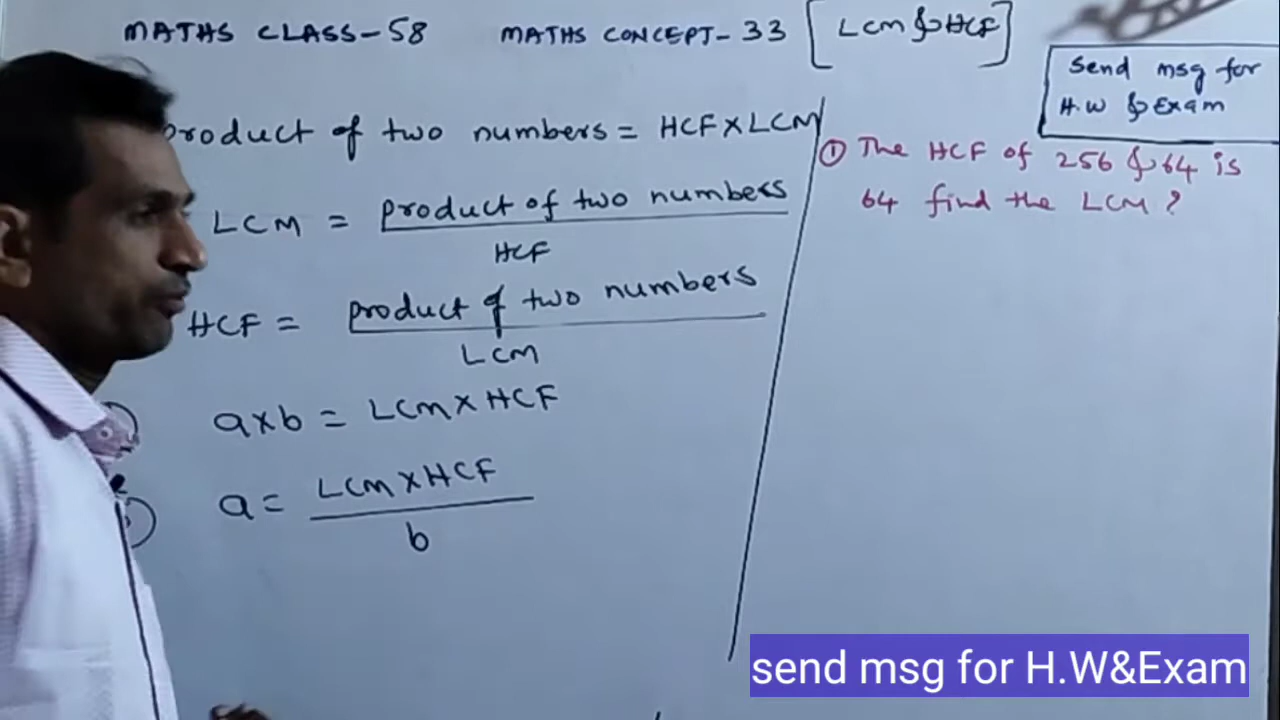 MATHS CLASS-58 MATHS CONCEPT-33 [LCM & HCF]
Send msg for
H.W & Exam
product of two numbers = HCF X LCM
LCM = product of two numbers
HCF
HCF = product of two numbers
LCM
axb = LCM X HCF
a = LCM X HCF
b
① The HCF of 256 & 64 is
64 find the LCM?
send msg for H.W&Exam